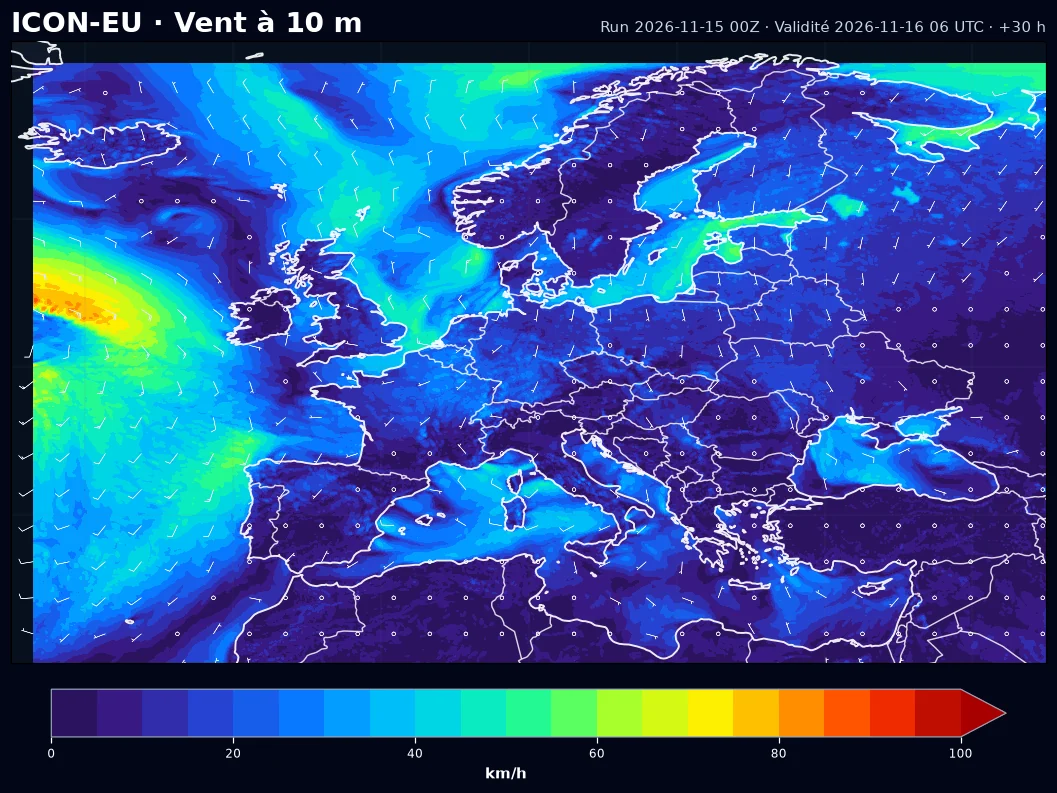 ICON-EU · Vent à 10 m
Run 2026-11-15 00Z · Validité 2026-11-16 06 UTC · +30 h
0 20 40 60 80 100
km/h